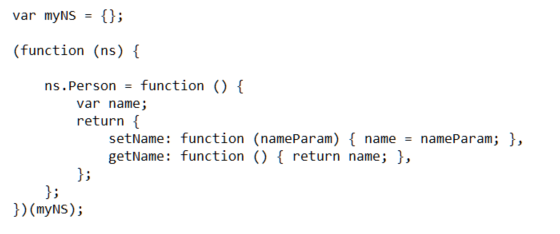 var myNS = {};
(function (ns) {
ns.Person = function () {
var name;
return {
setName: function (nameParam) { name = nameParam; },
getName: function () { return name; },
};
};
})(myNS);